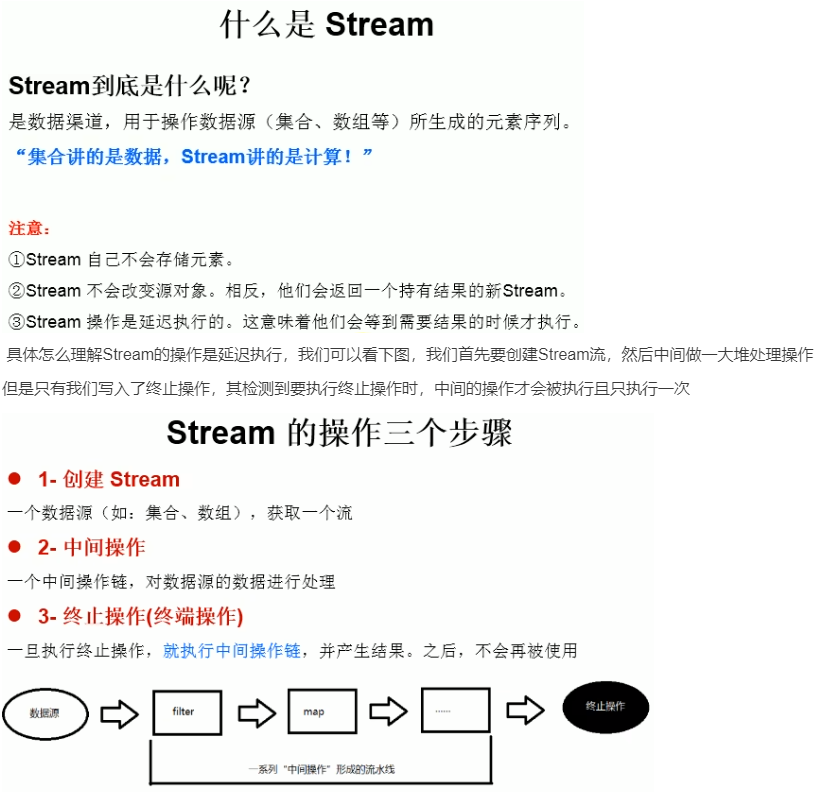 什么是 Stream
Stream到底是什么呢？
是数据渠道，用于操作数据源（集合、数组等）所生成的元素序列。
“集合讲的是数据，Stream讲的是计算！”
注意：
①Stream 自己不会存储元素。
②Stream 不会改变源对象。相反，他们会返回一个持有结果的新Stream。
③Stream 操作是延迟执行的。这意味着他们会等到需要结果的时候才执行。
具体怎么理解Stream的操作是延迟执行，我们可以看下图，我们首先要创建Stream流，然后中间做一大堆处理操作
但是只有我们写入了终止操作，其检测到要执行终止操作时，中间的操作才会被执行且只执行一次
Stream 的操作三个步骤
● 1- 创建 Stream
一个数据源（如：集合、数组），获取一个流
● 2- 中间操作
一个中间操作链，对数据源的数据进行处理
● 3- 终止操作(终端操作)
一旦执行终止操作，就执行中间操作链，并产生结果。之后，不会再被使用
数据源
filter
map
......
终止操作
一系列“中间操作”形成的流水线